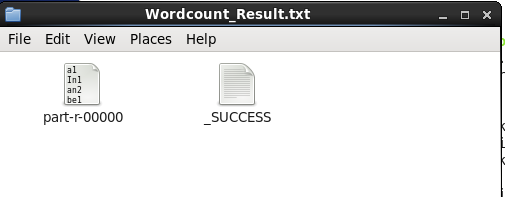 Wordcount_Result.txt
File Edit View Places Help
a1
In1
an2
be1
part-r-00000
_SUCCESS